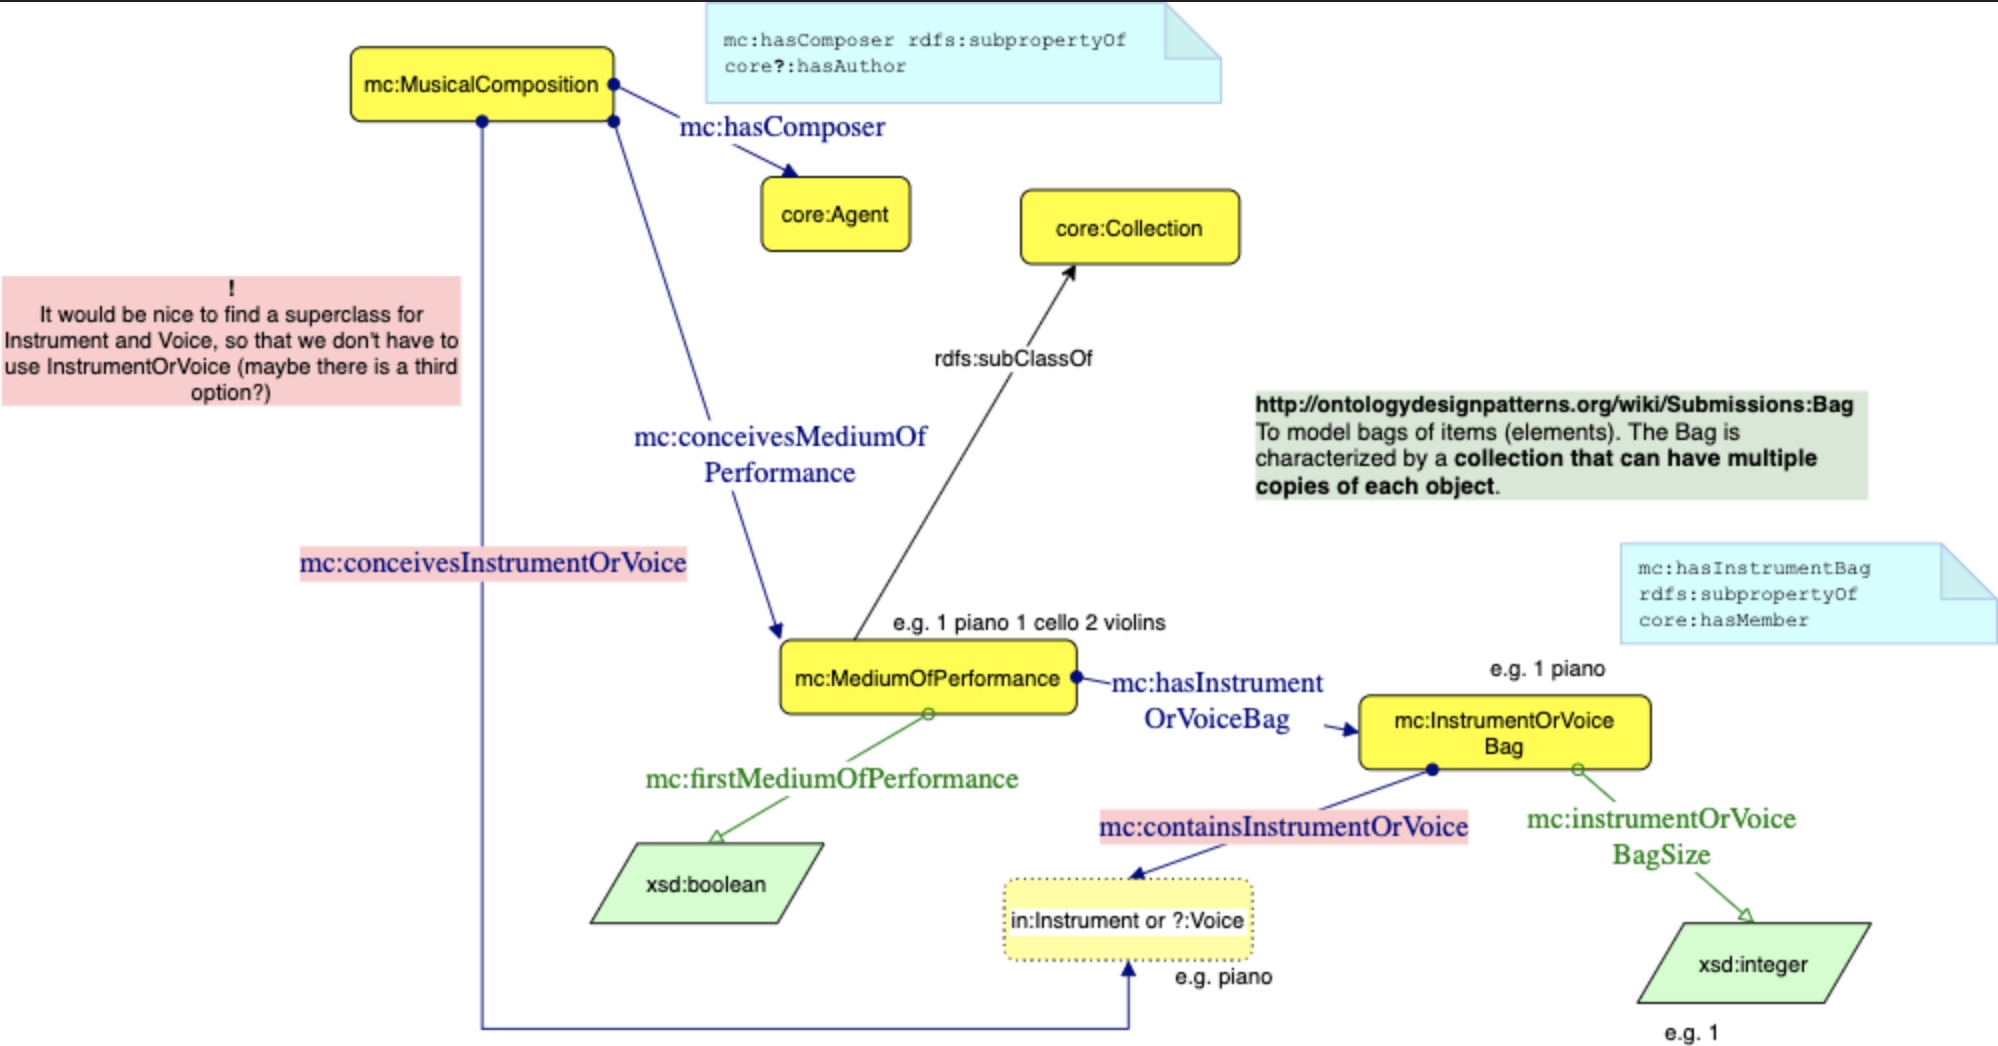 mc:hasComposer rdfs:subpropertyOf
core?:hasAuthor
mc:MusicalComposition
mc:hasComposer
core:Agent
core:Collection
!
It would be nice to find a superclass for
Instrument and Voice, so that we don't have to
use InstrumentOrVoice (maybe there is a third
option?)
rdfs:subClassOf
http://ontologydesignpatterns.org/wiki/Submissions:Bag
To model bags of items (elements). The Bag is
characterized by a collection that can have multiple
copies of each object.
mc:conceivesMediumOf
Performance
mc:conceivesInstrumentOrVoice
mc:hasInstrumentBag
rdfs:subpropertyOf
core:hasMember
e.g. 1 piano 1 cello 2 violins
mc:MediumOfPerformance
mc:hasInstrument
OrVoiceBag
e.g. 1 piano
mc:InstrumentOrVoice
Bag
mc:firstMediumOfPerformance
mc:containsInstrumentOrVoice
mc:instrumentOrVoice
BagSize
xsd:boolean
in:Instrument or ?:Voice
e.g. piano
xsd:integer
e.g. 1